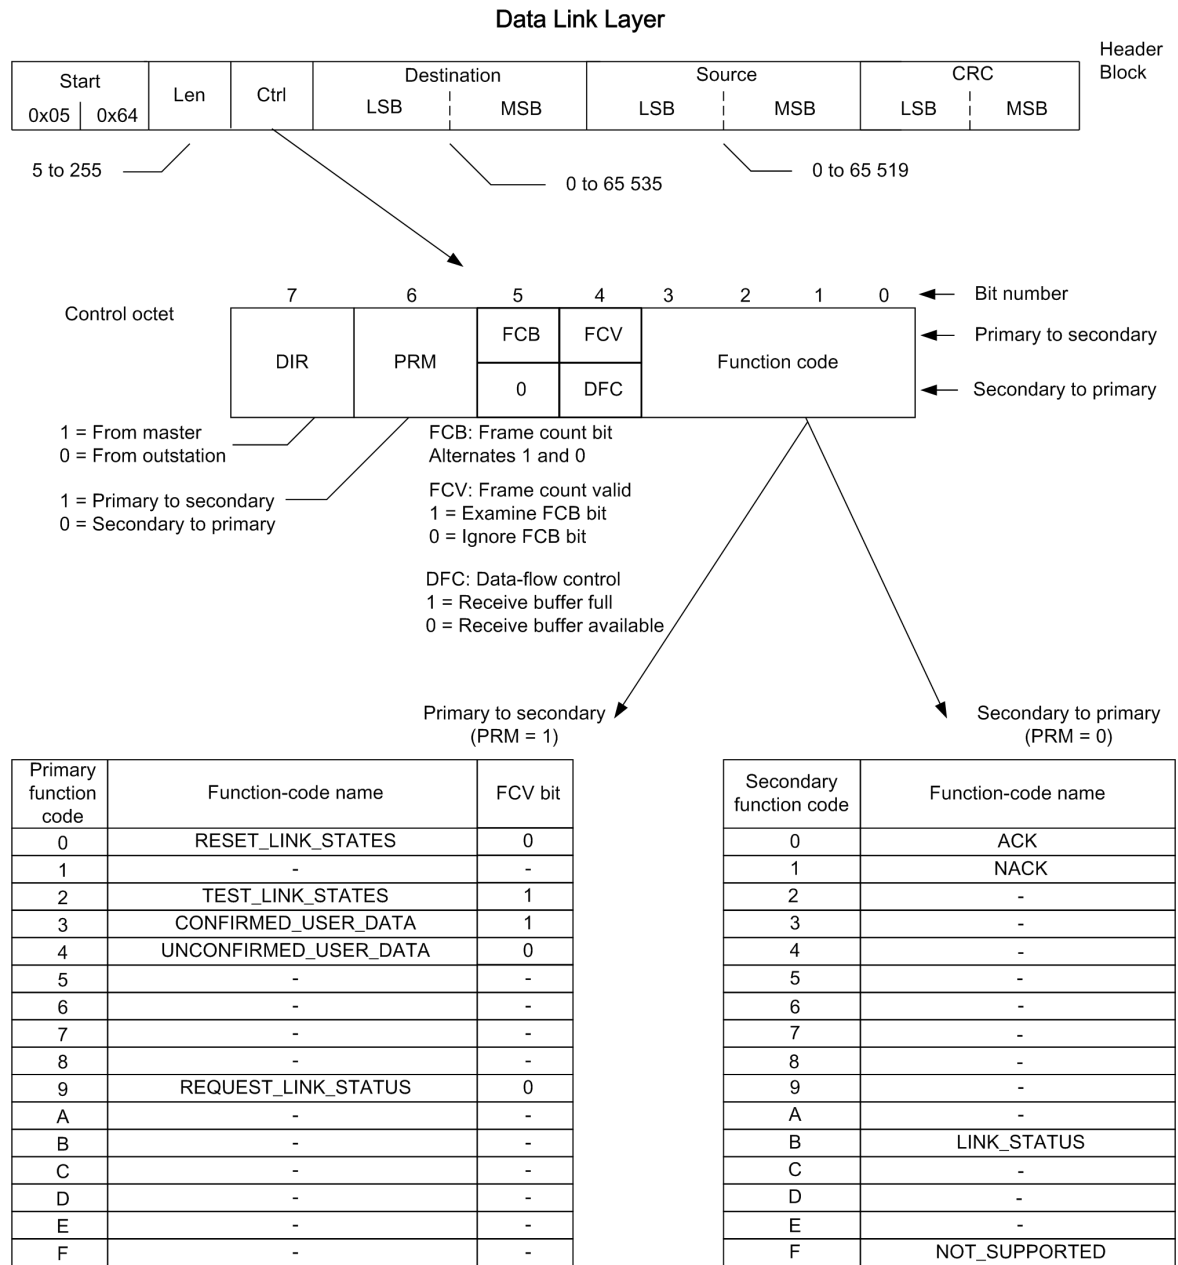 Data Link Layer
Header
Block
Start
0x05 0x64
Len
Ctrl
Destination
LSB MSB
Source
LSB MSB
CRC
LSB MSB
5 to 255
0 to 65 535
0 to 65 519
Control octet
7 6 5 4 3 2 1 0
Bit number
DIR
PRM
FCB FCV
0 DFC
Function code
Primary to secondary
Secondary to primary
1 = From master
0 = From outstation
1 = Primary to secondary
0 = Secondary to primary
FCB: Frame count bit
Alternates 1 and 0
FCV: Frame count valid
1 = Examine FCB bit
0 = Ignore FCB bit
DFC: Data-flow control
1 = Receive buffer full
0 = Receive buffer available
Primary to secondary
(PRM = 1)
Primary
function
code
Function-code name
FCV bit
0 RESET_LINK_STATES 0
1 - -
2 TEST_LINK_STATES 1
3 CONFIRMED_USER_DATA 1
4 UNCONFIRMED_USER_DATA 0
5 - -
6 - -
7 - -
8 - -
9 REQUEST_LINK_STATUS 0
A - -
B - -
C - -
D - -
E - -
F - -
Secondary to primary
(PRM = 0)
Secondary
function code
Function-code name
0 ACK
1 NACK
2 -
3 -
4 -
5 -
6 -
7 -
8 -
9 -
A -
B LINK_STATUS
C -
D -
E -
F NOT_SUPPORTED